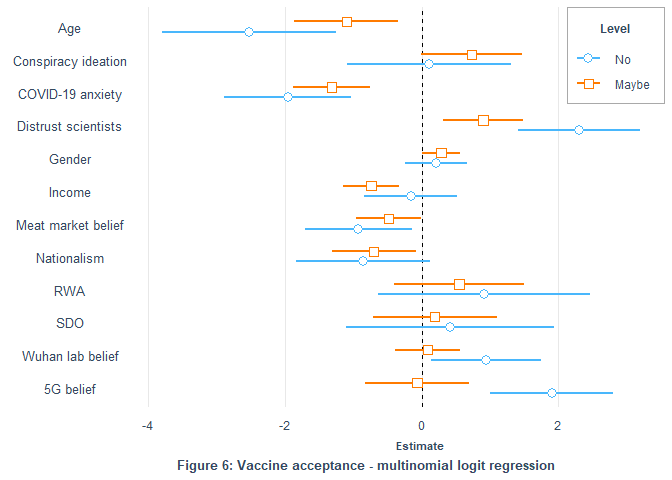 Age
Conspiracy ideation
COVID-19 anxiety
Distrust scientists
Gender
Income
Meat market belief
Nationalism
RWA
SDO
Wuhan lab belief
5G belief
Level
No
Maybe
-4 -2 0 2
Estimate
Figure 6: Vaccine acceptance - multinomial logit regression